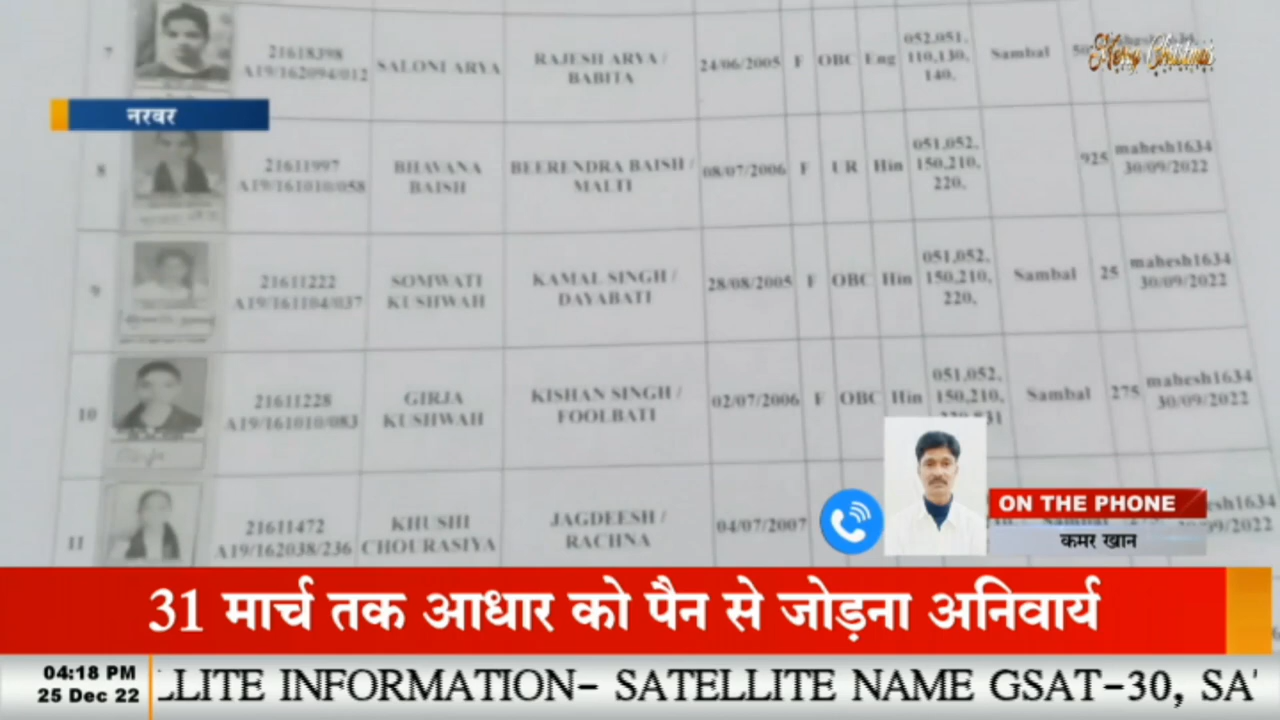 7
21618398
A19/162094/012
SALONI ARYA
RAJESH ARYA /
BABITA
24/06/2005
F
OBC
Eng
052,051,
110,130,
140,
Sambal
Merry Christmas
नरवर
8
21611997
A19/161010/058
BHAVANA
BAISH
BEERENDRA BAISH /
MALTI
08/07/2006
F
UR
Hin
051,052,
150,210,
220,
925
mahesh1634
30/09/2022
9
21611222
A19/161104/037
SOMWATI
KUSHWAH
KAMAL SINGH /
DAYABATI
28/08/2005
F
OBC
Hin
051,052,
150,210,
220,
Sambal
25
mahesh1634
30/09/2022
10
21611228
A19/161010/083
GIRJA
KUSHWAH
KISHAN SINGH /
FOOLBATI
02/07/2006
F
OBC
Hin
051,052,
150,210,
Sambal
275
mahesh1634
30/09/2022
11
21611472
A19/162038/236
KHUSHI
CHOURASIYA
JAGDEESH /
RACHNA
04/07/2007
ON THE PHONE
कमर खान
31 मार्च तक आधार को पैन से जोड़ना अनिवार्य
04:18 PM
25 Dec 22
LLITE INFORMATION- SATELLITE NAME GSAT-30, SA